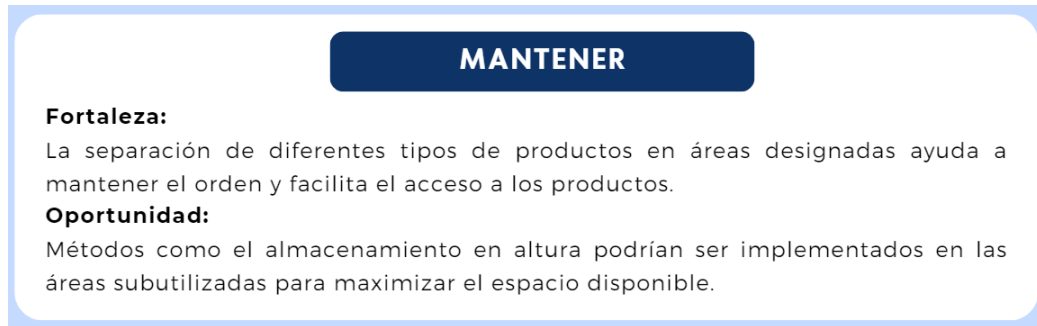 MANTENER
Fortaleza:
La separación de diferentes tipos de productos en áreas designadas ayuda a
mantener el orden y facilita el acceso a los productos.
Oportunidad:
Métodos como el almacenamiento en altura podrían ser implementados en las
áreas subutilizadas para maximizar el espacio disponible.